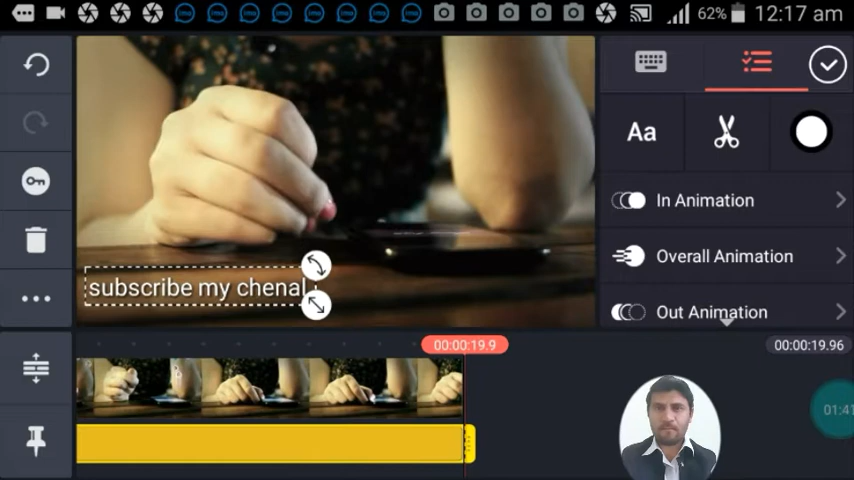 62% 12:17 am
Aa
In Animation
Overall Animation
Out Animation
subscribe my chenal
00:00:19.9
00:00:19.96
01:41